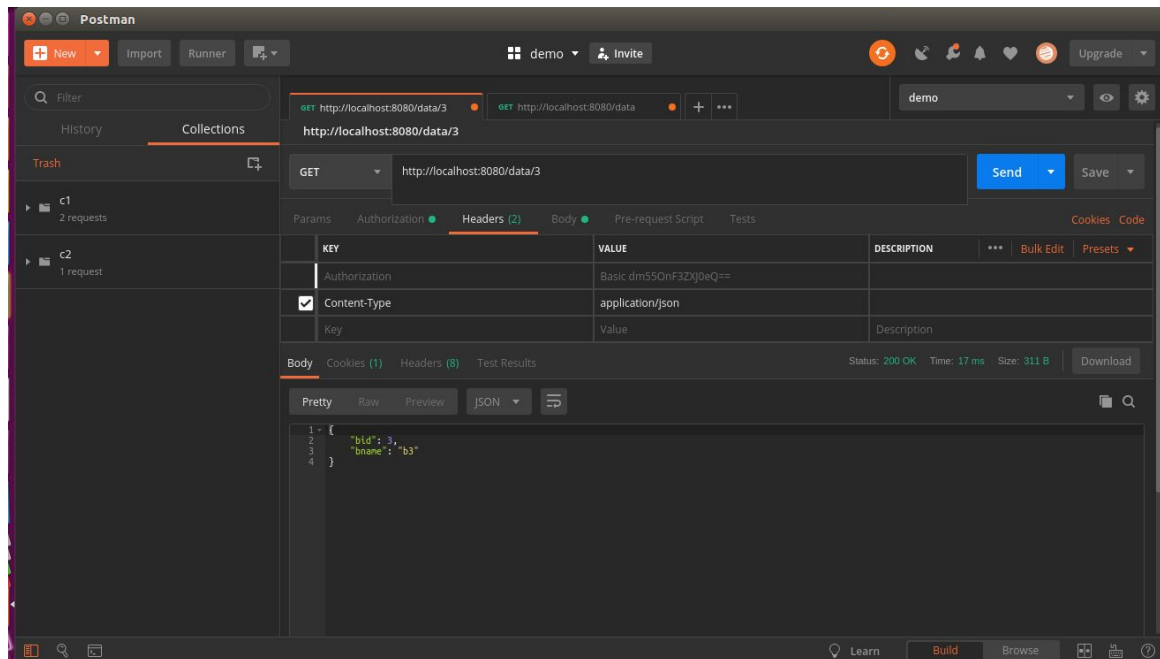 Postman
New Import Runner demo Invite Upgrade
Filter
History Collections
Trash
c1
2 requests
c2
1 request
GET http://localhost:8080/data/3 GET http://localhost:8080/data + ••• demo
http://localhost:8080/data/3
GET http://localhost:8080/data/3 Send Save
Params Authorization Headers (2) Body Pre-request Script Tests Cookies Code
KEY VALUE DESCRIPTION ••• Bulk Edit Presets
Authorization Basic dm55OnF3ZXJ0eQ==
Content-Type application/json
Key Value Description
Body Cookies (1) Headers (8) Test Results Status: 200 OK Time: 17 ms Size: 311 B Download
Pretty Raw Preview JSON
1 {
2 "bid": 3,
3 "bname": "b3"
4 }
Learn Build Browse